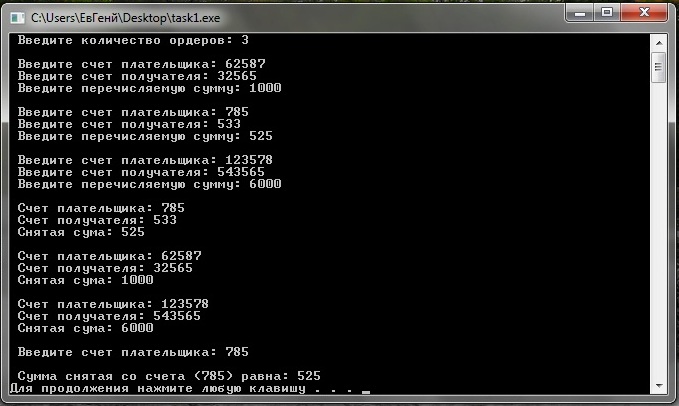 C:\Users\ЕвГений\Desktop\task1.exe
Введите количество ордеров: 3
Введите счет плательщика: 62587
Введите счет получателя: 32565
Введите перечисляемую сумму: 1000
Введите счет плательщика: 785
Введите счет получателя: 533
Введите перечисляемую сумму: 525
Введите счет плательщика: 123578
Введите счет получателя: 543565
Введите перечисляемую сумму: 6000
Счет плательщика: 785
Счет получателя: 533
Снятая сума: 525
Счет плательщика: 62587
Счет получателя: 32565
Снятая сума: 1000
Счет плательщика: 123578
Счет получателя: 543565
Снятая сума: 6000
Введите счет плательщика: 785
Сумма снятая со счета (785) равна: 525
Для продолжения нажмите любую клавишу . . . _